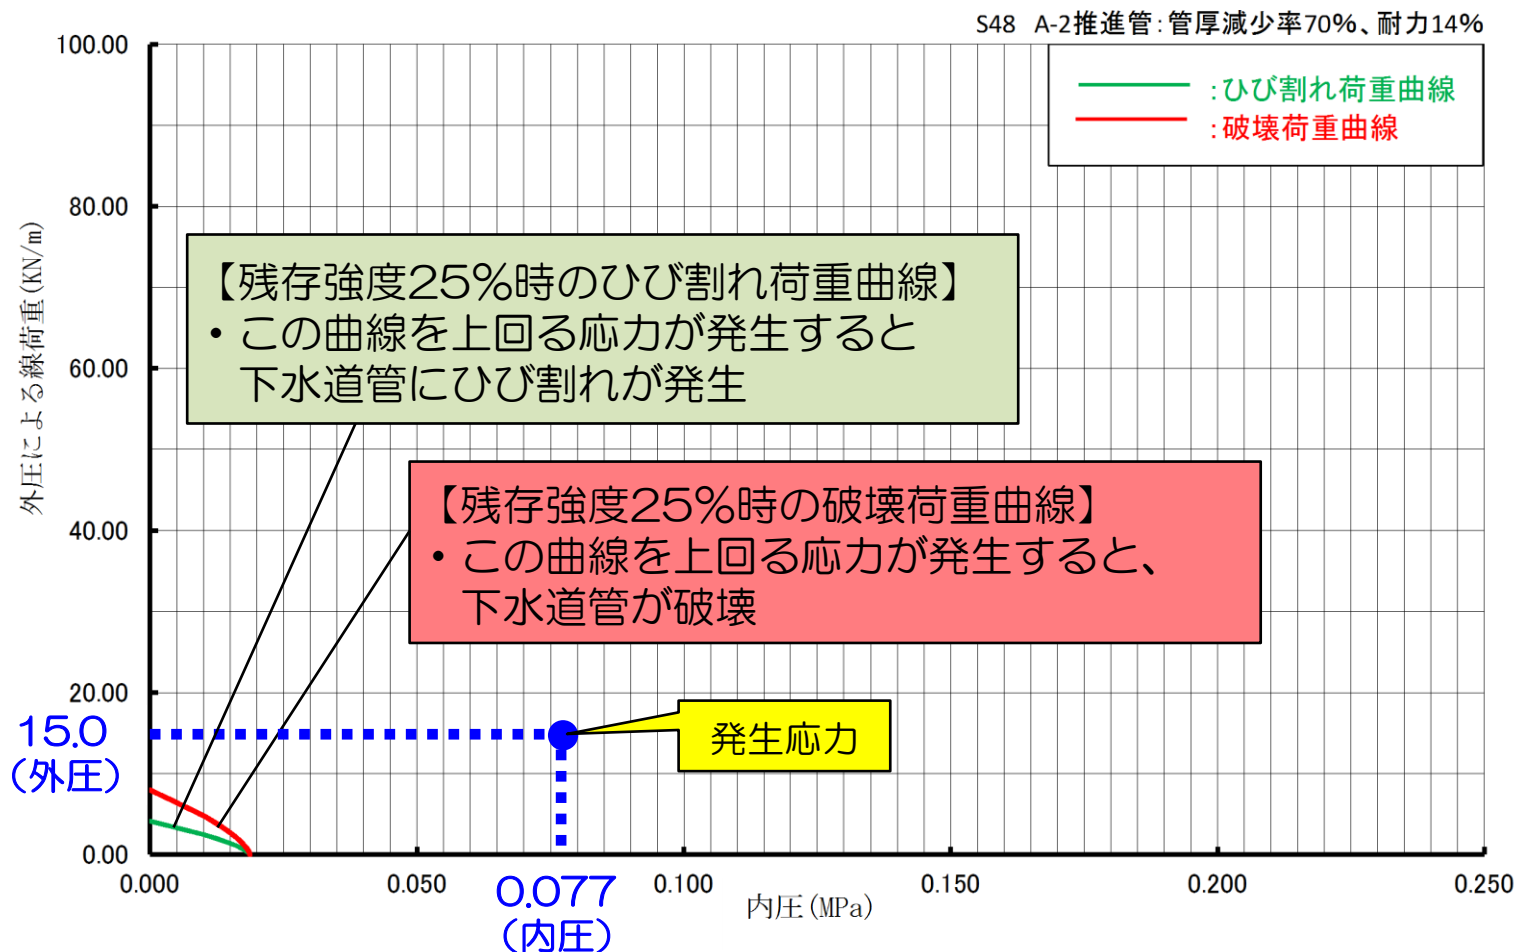 S48 A-2推進管:管厚減少率70%、耐力14%
:ひび割れ荷重曲線
:破壊荷重曲線
外圧による線荷重(KN/m)
100.00
80.00
60.00
40.00
20.00
0.00
【残存強度25%時のひび割れ荷重曲線】
・この曲線を上回る応力が発生すると
下水道管にひび割れが発生
【残存強度25%時の破壊荷重曲線】
・この曲線を上回る応力が発生すると、
下水道管が破壊
発生応力
15.0
(外圧)
0.000
0.050
0.100
0.150
0.200
0.250
0.077
(内圧)
内圧(MPa)